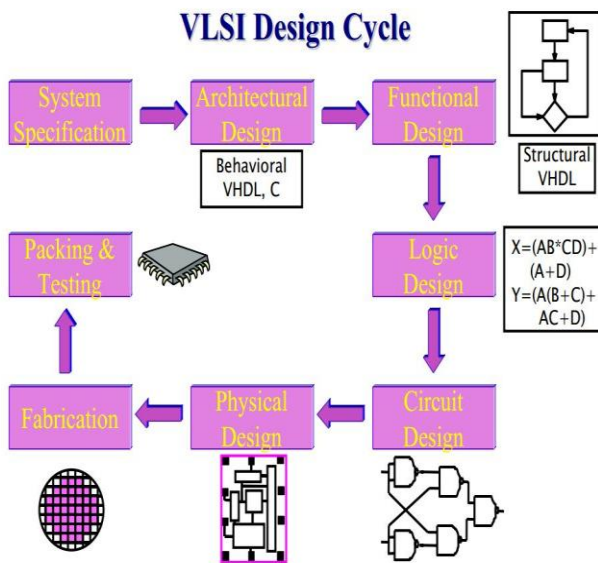 VLSI Design Cycle
System
Specification
Architectural
Design
Functional
Design
Behavioral
VHDL, C
Structural
VHDL
Packing &
Testing
Logic
Design
X=(AB*CD)+
(A+D)
Y=(A(B+C)+
AC+D)
Fabrication
Physical
Design
Circuit
Design